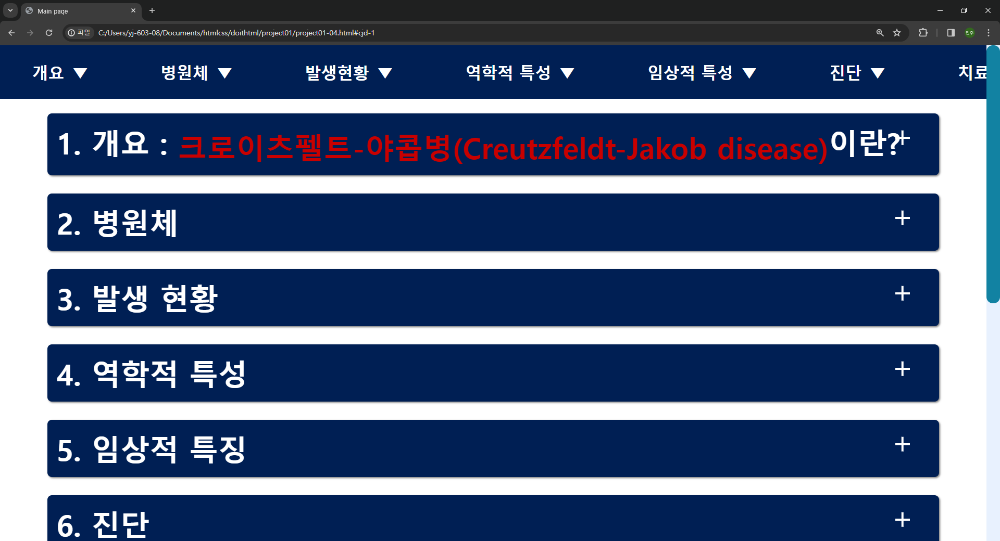 Main page
파일 C:/Users/yj-603-08/Documents/htmlcss/doithtml/project01/project01-04.html#cjd-1
민주
개요 ▼ 병원체 ▼ 발생현황 ▼ 역학적 특성 ▼ 임상적 특성 ▼ 진단 ▼ 치료
1. 개요 : 크로이츠펠트-야콥병(Creutzfeldt-Jakob disease)이란? +
2. 병원체 +
3. 발생 현황 +
4. 역학적 특성 +
5. 임상적 특징 +
6. 진단 +